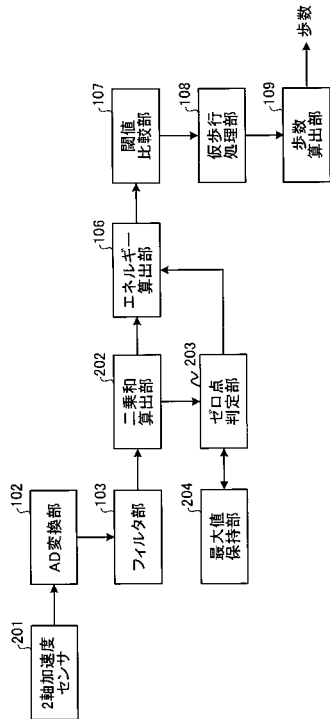 201
2軸加速度
センサ
102
AD変換部
103
フィルタ部
202
二乗和
算出部
203
ゼロ点
判定部
204
最大値
保持部
106
エネルギー
算出部
107
閾値
比較部
108
仮歩行
処理部
109
歩数
算出部
歩数